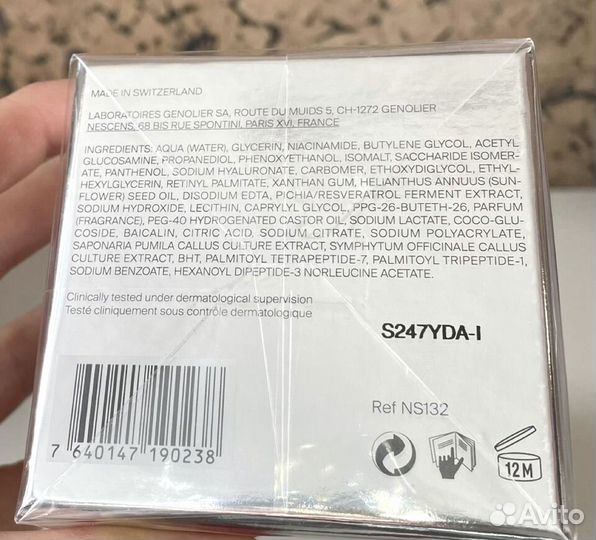 MADE IN SWITZERLAND
LABORATOIRES GENOLIER SA, ROUTE DU MUIDS 5, CH-1272 GENOLIER
NESCENS, 68 BIS RUE SPONTINI, PARIS XVI, FRANCE
INGREDIENTS: AQUA (WATER), GLYCERIN, NIACINAMIDE, BUTYLENE GLYCOL, ACETYL
GLUCOSAMINE, PROPANEDIOL, PHENOXYETHANOL, ISOMALT, SACCHARIDE ISOMER-
ATE, PANTHENOL, SODIUM HYALURONATE, CARBOMER, ETHOXYDIGLYCOL, ETHYL-
HEXYLGLYCERIN, RETINYL PALMITATE, XANTHAN GUM, HELIANTHUS ANNUUS (SUN-
FLOWER) SEED OIL, DISODIUM EDTA, PICHIA/RESVERATROL FERMENT EXTRACT,
SODIUM HYDROXIDE, LECITHIN, CAPRYLYL GLYCOL, PPG-26-BUTETH-26, PARFUM
(FRAGRANCE), PEG-40 HYDROGENATED CASTOR OIL, SODIUM LACTATE, COCO-GLU-
COSIDE, BAICALIN, CITRIC ACID, SODIUM CITRATE, SODIUM POLYACRYLATE,
SAPONARIA PUMILA CALLUS CULTURE EXTRACT, SYMPHYTUM OFFICINALE CALLUS
CULTURE EXTRACT, BHT, PALMITOYL TETRAPEPTIDE-7, PALMITOYL TRIPEPTIDE-1,
SODIUM BENZOATE, HEXANOYL DIPEPTIDE-3 NORLEUCINE ACETATE.
Clinically tested under dermatological supervision
Testé cliniquement sous contrôle dermatologique
S247YDA-I
Ref NS132
7 640147 190238
12M
Avito